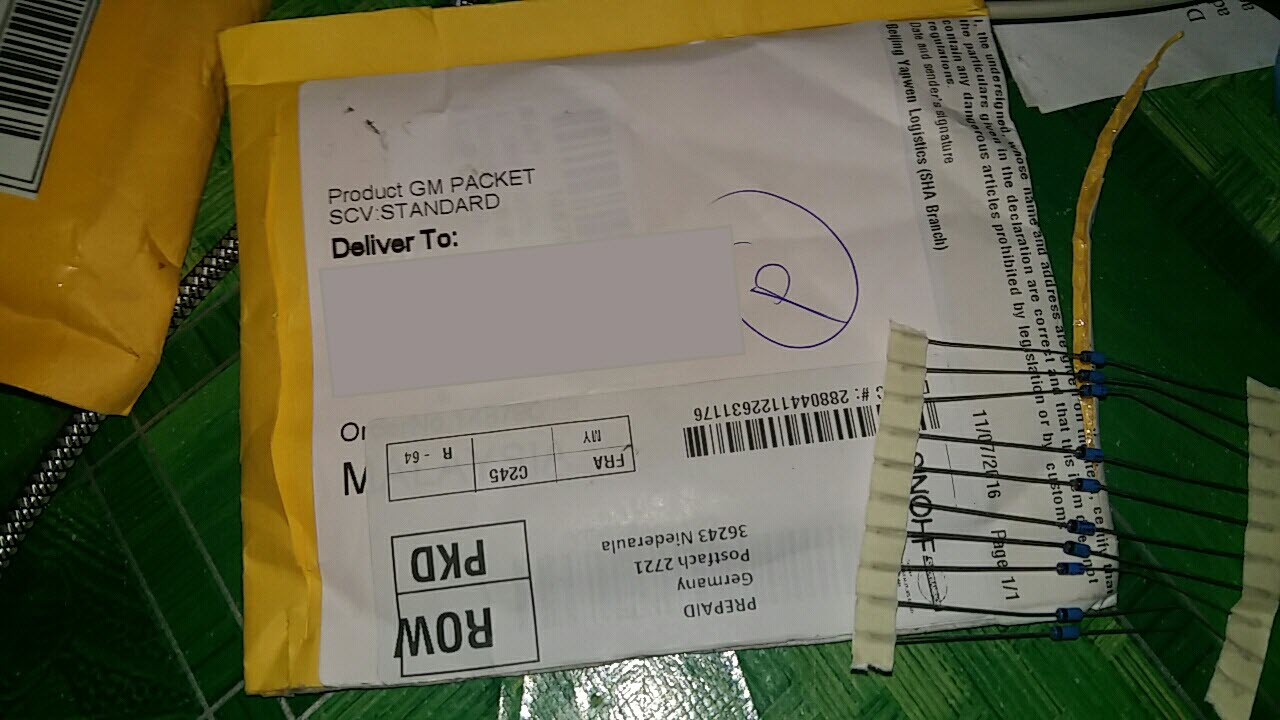 Product GM PACKET
SCV:STANDARD
Deliver To:
P
I, the undersigned, whose name and address are give on the item, certify that
the particulars given in the declaration are correct and that this item does not
contain any dangerous articles prohibited by legislation or by customs
regulations.
Date and sender's signature
Beijing Yanwen Logistics (SHA Branch)
11/07/2016 Page 1/1
#: 2880441122631176
MY
R - 64
FRA
C245
PREPAID
Germany
Postfach 2721
36243 Niederaula
ROW
PKD